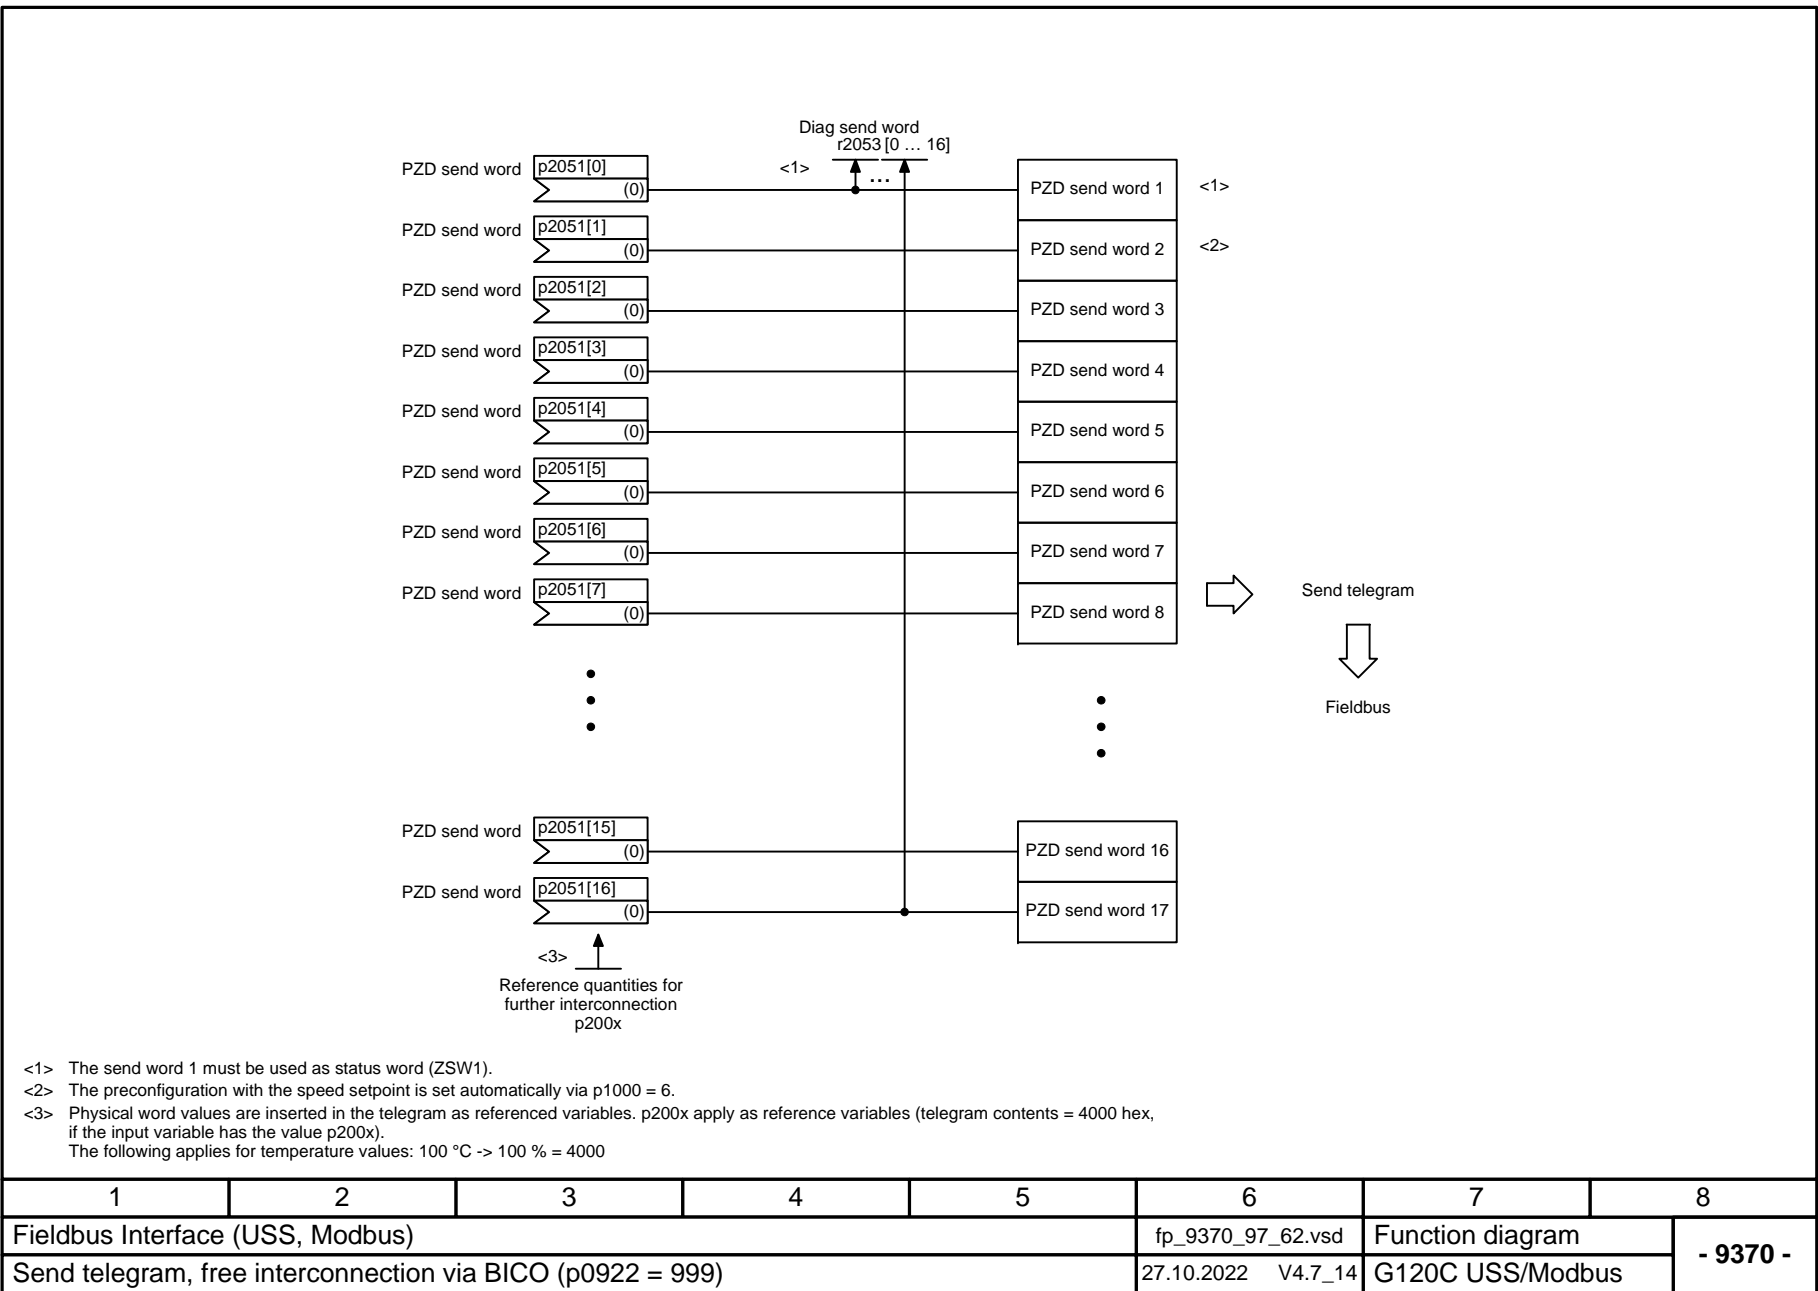 Diag send word
r2053 [0 … 16]
<1>
...
PZD send word
p2051[0]
(0)
PZD send word 1
<1>
PZD send word
p2051[1]
(0)
PZD send word 2
<2>
PZD send word
p2051[2]
(0)
PZD send word 3
PZD send word
p2051[3]
(0)
PZD send word 4
PZD send word
p2051[4]
(0)
PZD send word 5
PZD send word
p2051[5]
(0)
PZD send word 6
PZD send word
p2051[6]
(0)
PZD send word 7
PZD send word
p2051[7]
(0)
PZD send word 8
Send telegram
Fieldbus
PZD send word
p2051[15]
(0)
PZD send word 16
PZD send word
p2051[16]
(0)
PZD send word 17
<3>
Reference quantities for
further interconnection
p200x
<1> The send word 1 must be used as status word (ZSW1).
<2> The preconfiguration with the speed setpoint is set automatically via p1000 = 6.
<3> Physical word values are inserted in the telegram as referenced variables. p200x apply as reference variables (telegram contents = 4000 hex,
if the input variable has the value p200x).
The following applies for temperature values: 100 °C -> 100 % = 4000
1 2 3 4 5 6 7 8
Fieldbus Interface (USS, Modbus)
fp_9370_97_62.vsd
Function diagram
- 9370 -
Send telegram, free interconnection via BICO (p0922 = 999)
27.10.2022 V4.7_14
G120C USS/Modbus